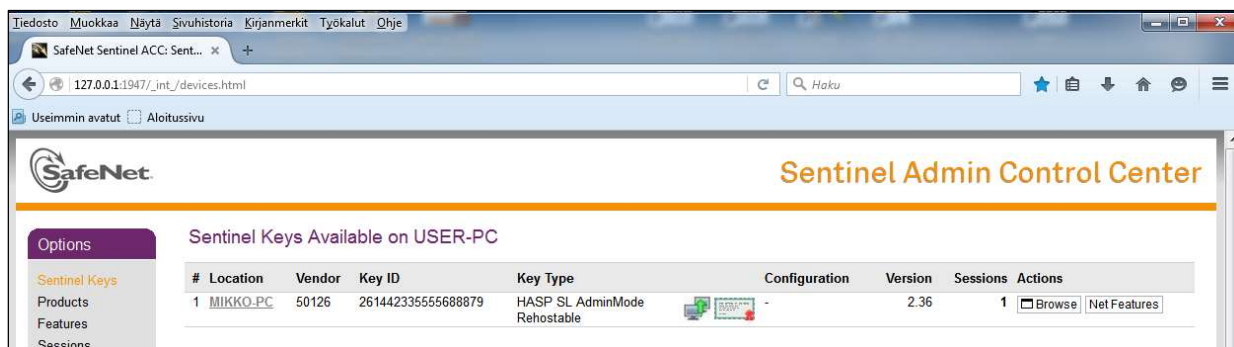 Tiedosto Muokkaa Näytä Sivuhistoria Kirjanmerkit Työkalut Ohje
SafeNet Sentinel ACC: Sent... × +
127.0.0.1:1947/_int_/devices.html
Haku
Useimmin avatut Aloitussivu
SafeNet.
Sentinel Admin Control Center
Options
Sentinel Keys Available on USER-PC
Sentinel Keys
# Location Vendor Key ID Key Type Configuration Version Sessions Actions
Products
1 MIKKO-PC 50126 261442335555688879 HASP SL AdminMode - 2.36 1 Browse Net Features
Rehostable
Features
Sessions